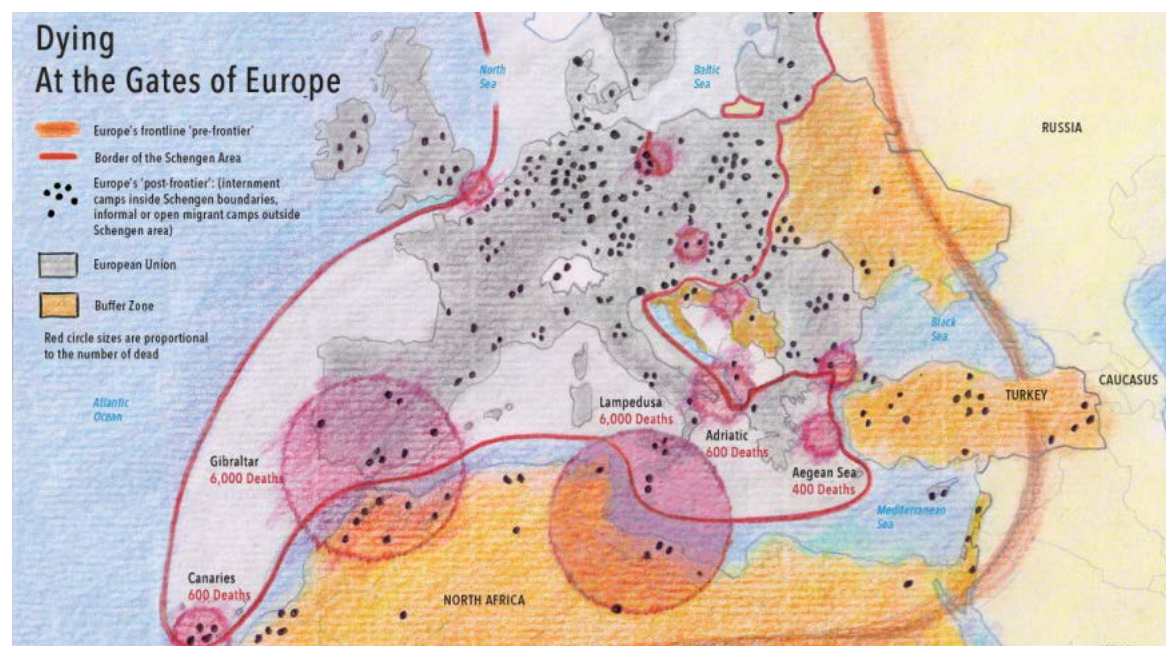 Dying
At the Gates of Europe
Europe's frontline 'pre-frontier'
Border of the Schengen Area
Europe's 'post-frontier': (internment
camps inside Schengen boundaries,
informal or open migrant camps outside
Schengen area)
European Union
Buffer Zone
Red circle sizes are proportional
to the number of dead
North
Sea
Baltic
Sea
RUSSIA
Black
Sea
CAUCASUS
TURKEY
Atlantic
Ocean
Lampedusa
6,000 Deaths
Adriatic
600 Deaths
Gibraltar
6,000 Deaths
Aegean Sea
400 Deaths
Mediterranean
Sea
Canaries
600 Deaths
NORTH AFRICA